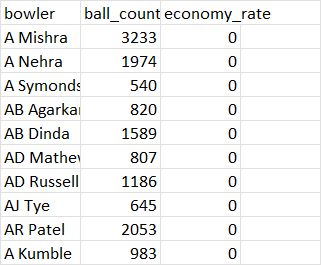 bowler ball_count economy_rate
A Mishra 3233 0
A Nehra 1974 0
A Symonds 540 0
AB Agarkar 820 0
AB Dinda 1589 0
AD Mathew 807 0
AD Russell 1186 0
AJ Tye 645 0
AR Patel 2053 0
A Kumble 983 0